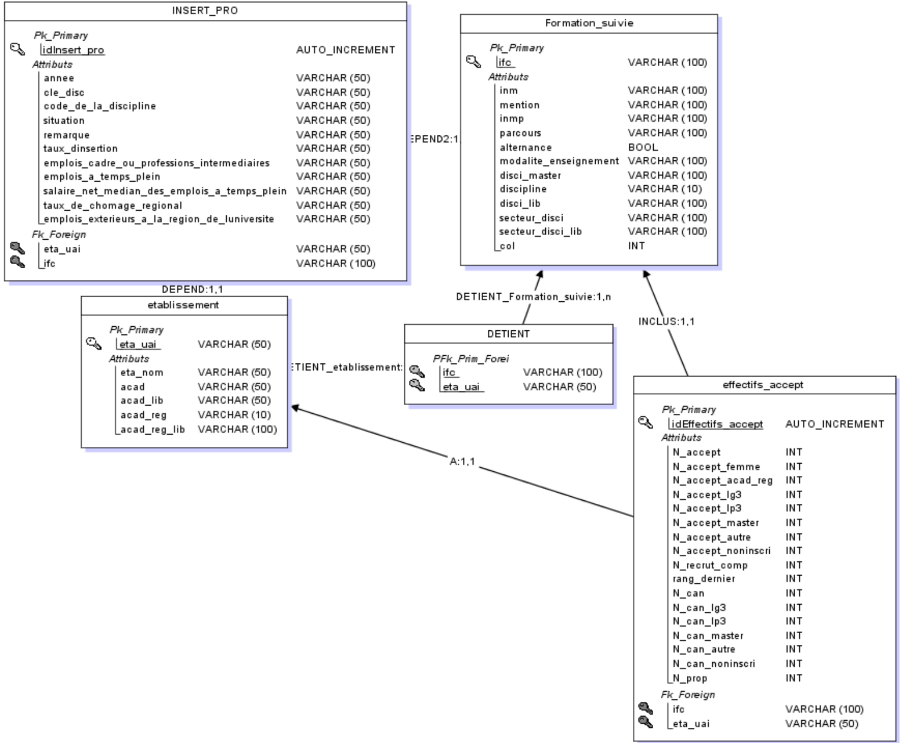 INSERT_PRO
Pk_Primary
idInsert_pro AUTO_INCREMENT
Attributs
annee VARCHAR (50)
cle_disc VARCHAR (50)
code_de_la_discipline VARCHAR (50)
situation VARCHAR (50)
remarque VARCHAR (50)
taux_dinsertion VARCHAR (50)
emplois_cadre_ou_professions_intermediaires VARCHAR (50)
emplois_a_temps_plein VARCHAR (50)
salaire_net_median_des_emplois_a_temps_plein VARCHAR (50)
taux_de_chomage_regional VARCHAR (50)
emplois_exterieurs_a_la_region_de_luniversite VARCHAR (50)
Fk_Foreign
eta_uai VARCHAR (50)
ifc VARCHAR (100)
EPEND2:1
Formation_suivie
Pk_Primary
ifc VARCHAR (100)
Attributs
inm VARCHAR (100)
mention VARCHAR (100)
inmp VARCHAR (100)
parcours VARCHAR (100)
alternance BOOL
modalite_enseignement VARCHAR (100)
disci_master VARCHAR (100)
discipline VARCHAR (10)
disci_lib VARCHAR (100)
secteur_disci VARCHAR (100)
secteur_disci_lib VARCHAR (100)
col INT
DEPEND:1,1
etablissement
Pk_Primary
eta_uai VARCHAR (50)
Attributs
eta_nom VARCHAR (50)
acad VARCHAR (50)
acad_lib VARCHAR (50)
acad_reg VARCHAR (10)
acad_reg_lib VARCHAR (100)
ETIENT_etablissement:
DETIENT_Formation_suivie:1,n
DETIENT
PFk_Prim_Forei
ifc VARCHAR (100)
eta_uai VARCHAR (50)
INCLUS:1,1
A:1,1
effectifs_accept
Pk_Primary
idEffectifs_accept AUTO_INCREMENT
Attributs
N_accept INT
N_accept_femme INT
N_accept_acad_reg INT
N_accept_lg3 INT
N_accept_lp3 INT
N_accept_master INT
N_accept_autre INT
N_accept_noninscri INT
N_recrut_comp INT
rang_dernier INT
N_can INT
N_can_lg3 INT
N_can_lp3 INT
N_can_master INT
N_can_autre INT
N_can_noninscri INT
N_prop INT
Fk_Foreign
ifc VARCHAR (100)
eta_uai VARCHAR (50)